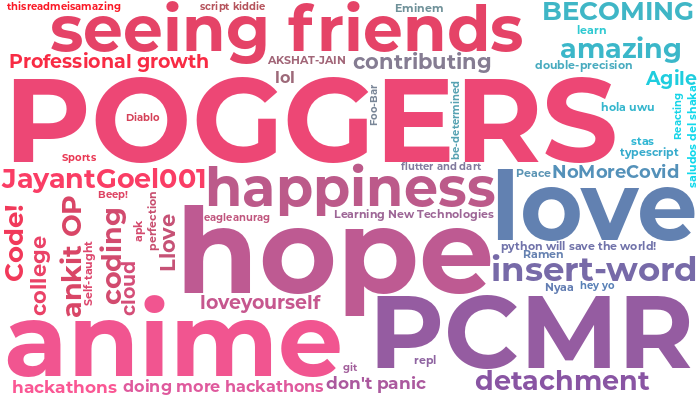 thisreadmeisamazing
script kiddie
Eminem
BECOMING
seeing friends
learn
amazing
Professional growth
AKSHAT-JAIN
contributing
double-precision
lol
Agile
POGGERS
Diablo
Foo-Bar
be-determined
hola uwu
Reacting
saludos del shaka
stas
typescript
Sports
flutter and dart
JayantGoel001
happiness
Peace
NoMoreCovid
love
Beep!
Code!
college
ankit OP
Self-taught
coding
cloud
apk
perfection
Llove
eagleanurag
Learning New Technologies
hope
python will save the world!
Ramen
insert-word
Nyaa
hey yo
loveyourself
anime
PCMR
repl
git
hackathons
doing more hackathons
don't panic
detachment